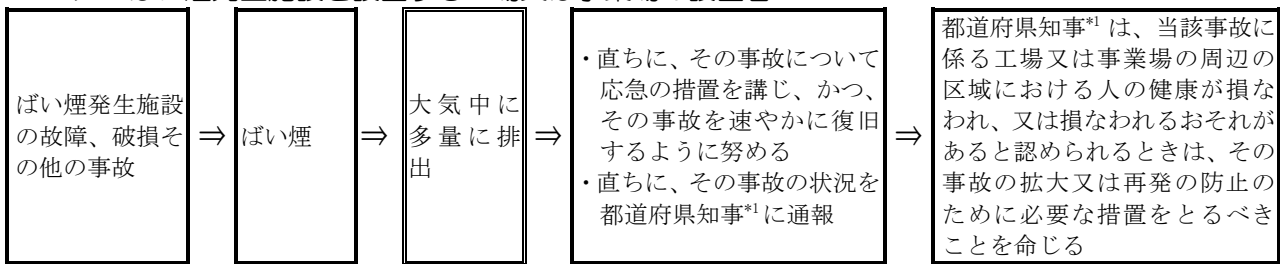 ばい煙発生施設
の故障、破損そ
の他の事故
⇒
ばい煙
⇒
大気中に
多量に排
出
⇒
・直ちに、その事故について
応急の措置を講じ、かつ、
その事故を速やかに復旧
するように努める
・直ちに、その事故の状況を
都道府県知事*1に通報
⇒
都道府県知事*1 は、当該事故に
係る工場又は事業場の周辺の
区域における人の健康が損な
われ、又は損なわれるおそれが
あると認められるときは、その
事故の拡大又は再発の防止の
ために必要な措置をとるべき
ことを命じる